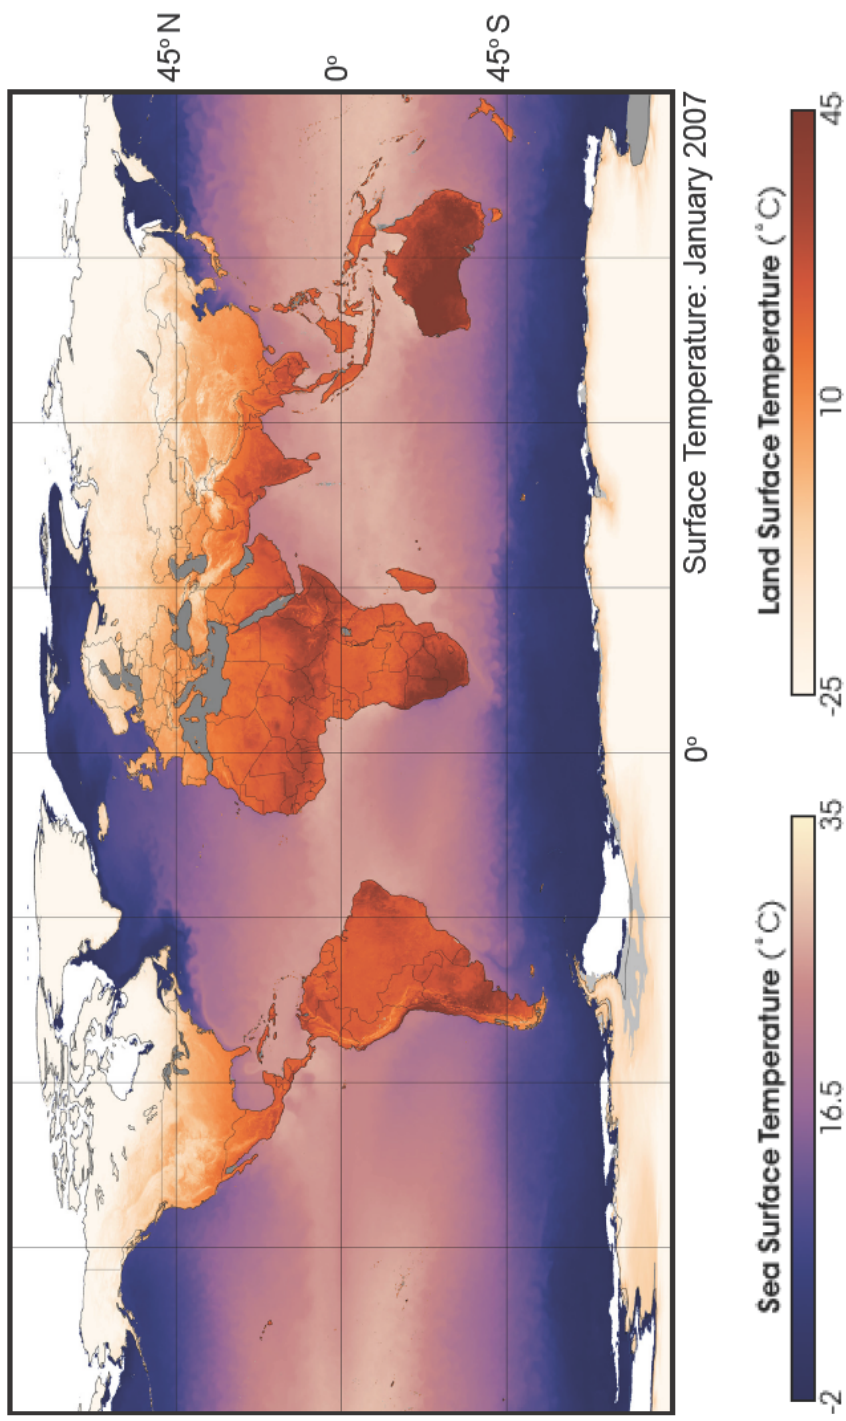 45°N
0°
45°S
0°
Surface Temperature: January 2007
Sea Surface Temperature (°C)
-2
16.5
35
Land Surface Temperature (°C)
-25
10
45